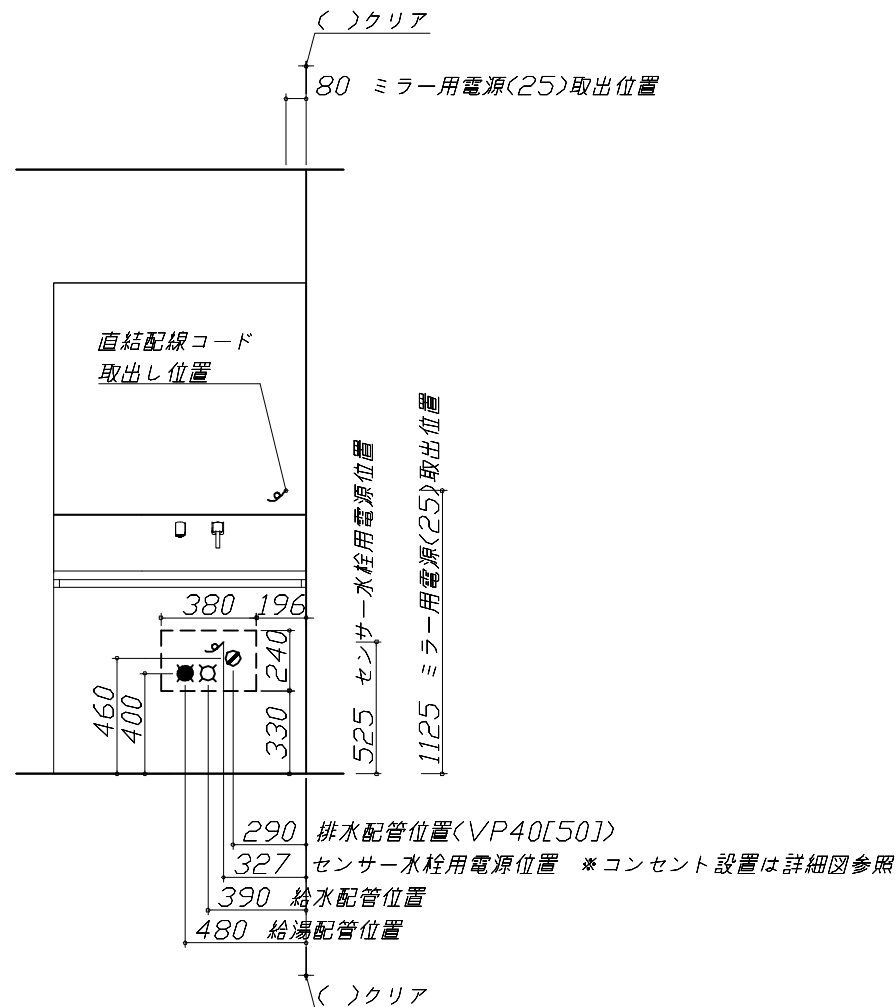 ( )クリア
80 ミラー用電源(25)取出位置
直結配線コード
取出し位置
525 センサー水栓用電源位置
1125 ミラー用電源(25)取出位置
380
196
240
330
460
400
290 排水配管位置(VP40[50])
327 センサー水栓用電源位置 ※コンセント設置は詳細図参照
390 給水配管位置
480 給湯配管位置
( )クリア